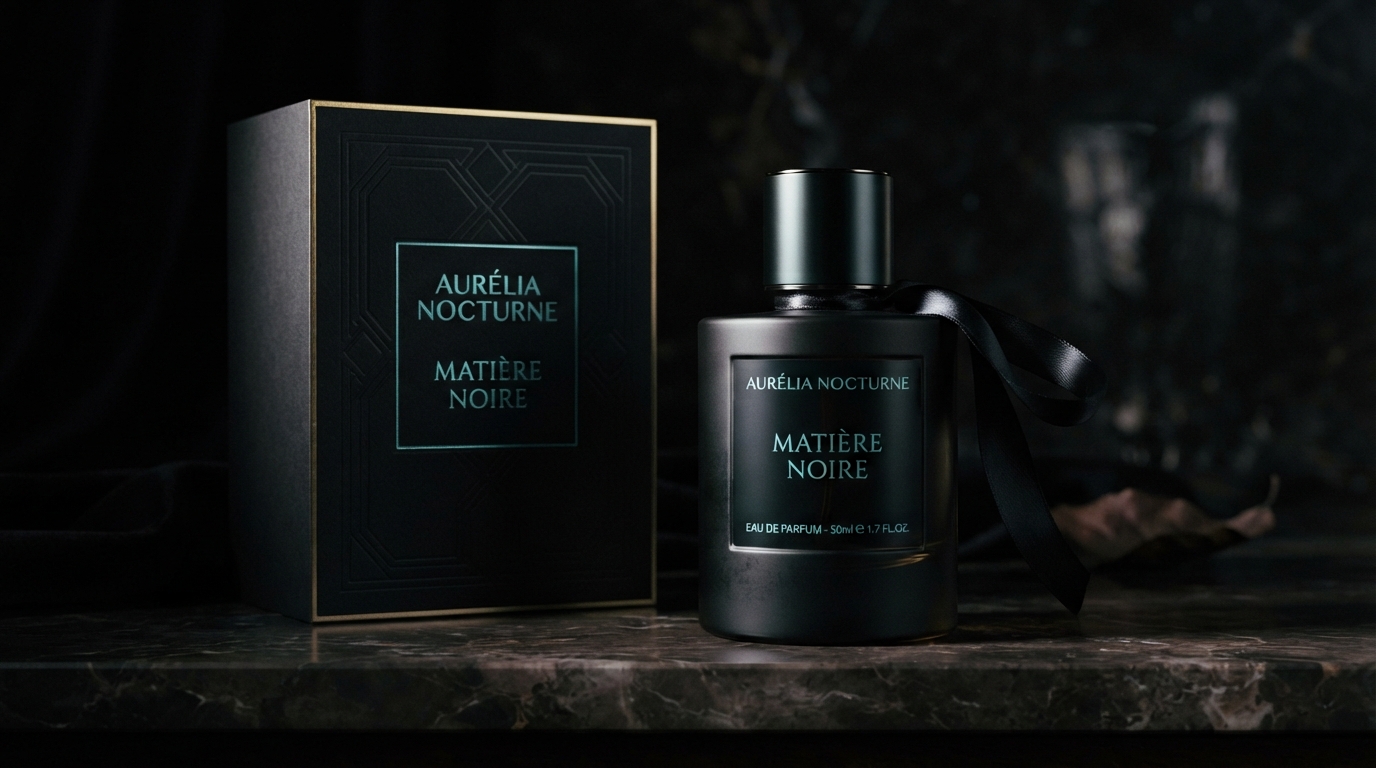 AURÉLIA
NOCTURNE
MATIÈRE
NOIRE
AURÉLIA NOCTURNE
MATIÈRE
NOIRE
EAU DE PARFUM - 50ml ℮ 1.7 FL.OZ.